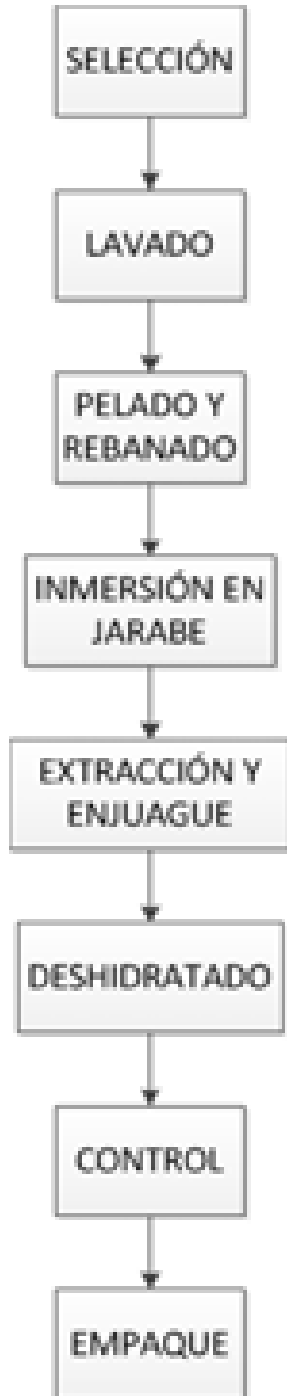 SELECCIÓN
LAVADO
PELADO Y
REBANADO
INMERSIÓN EN
JARABE
EXTRACCIÓN Y
ENJUAGUE
DESHIDRATADO
CONTROL
EMPAQUE